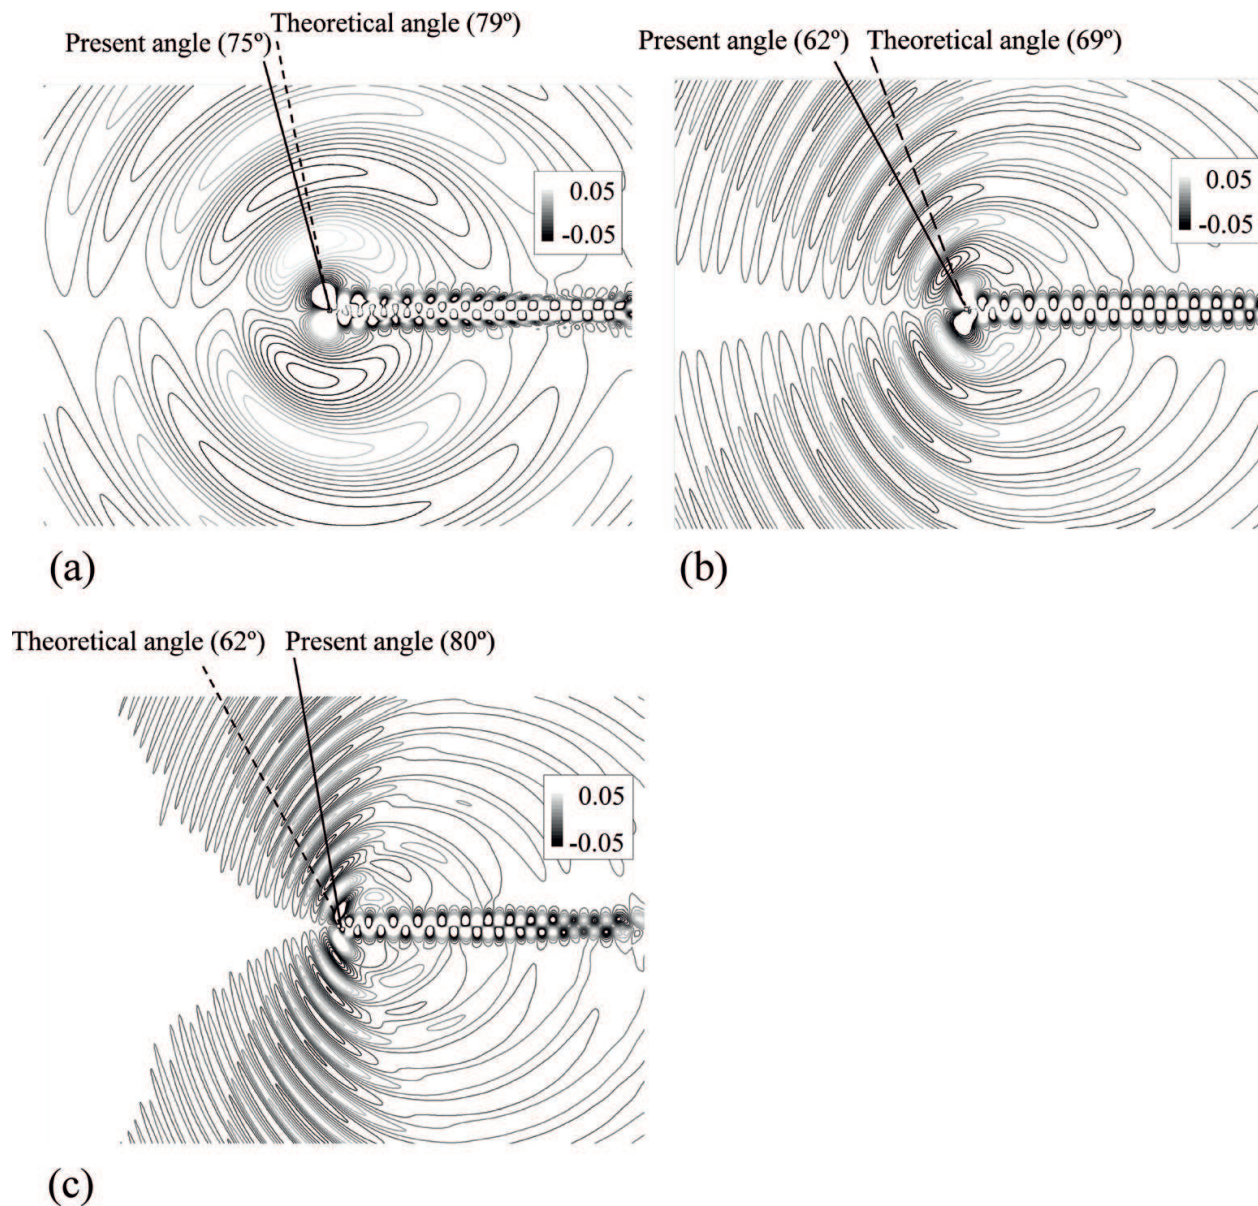 Theoretical angle (79º)
Present angle (75º)
0.05
-0.05
(a)
Present angle (62º) Theoretical angle (69º)
0.05
-0.05
(b)
Theoretical angle (62º) Present angle (80º)
0.05
-0.05
(c)